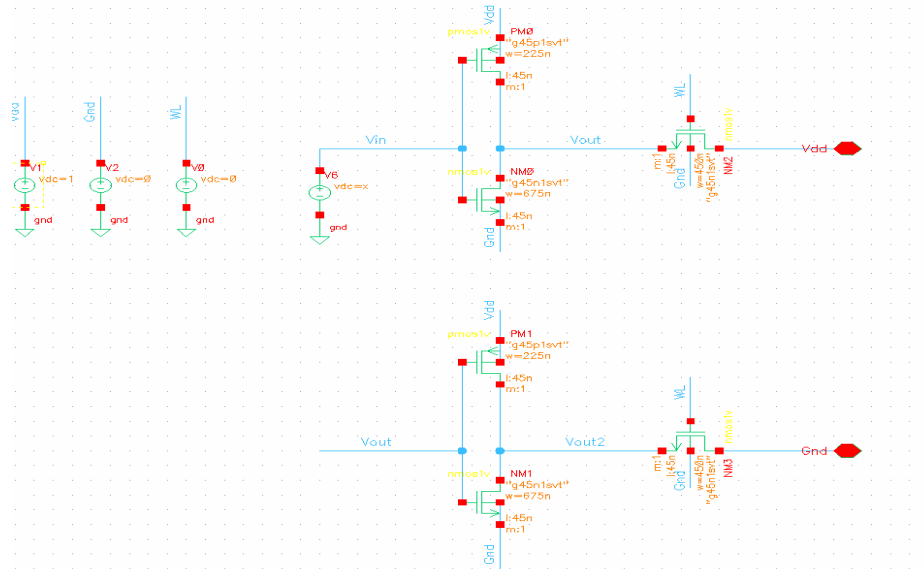 Vdd
pmos1v
PM0
"g45p1svt"
w=225n
l:45n
m:1
Vdd
Gnd
WL
V1
vdc=1
gnd
V2
vdc=0
gnd
V0
vdc=0
gnd
Vin
V6
vdc=x
gnd
Vout
nmos1v
NM0
"g45n1svt"
w=675n
l:45n
m:1
Gnd
WL
nmos1v
m:1
l:45n
Gnd
w=450n
"g45n1svt"
NM2
Vdd
Vdd
pmos1v
PM1
"g45p1svt"
w=225n
l:45n
m:1
Vout
Vout2
nmos1v
NM1
"g45n1svt"
w=675n
l:45n
m:1
Gnd
WL
nmos1v
m:1
l:45n
Gnd
w=450n
"g45n1svt"
NM3
Gnd